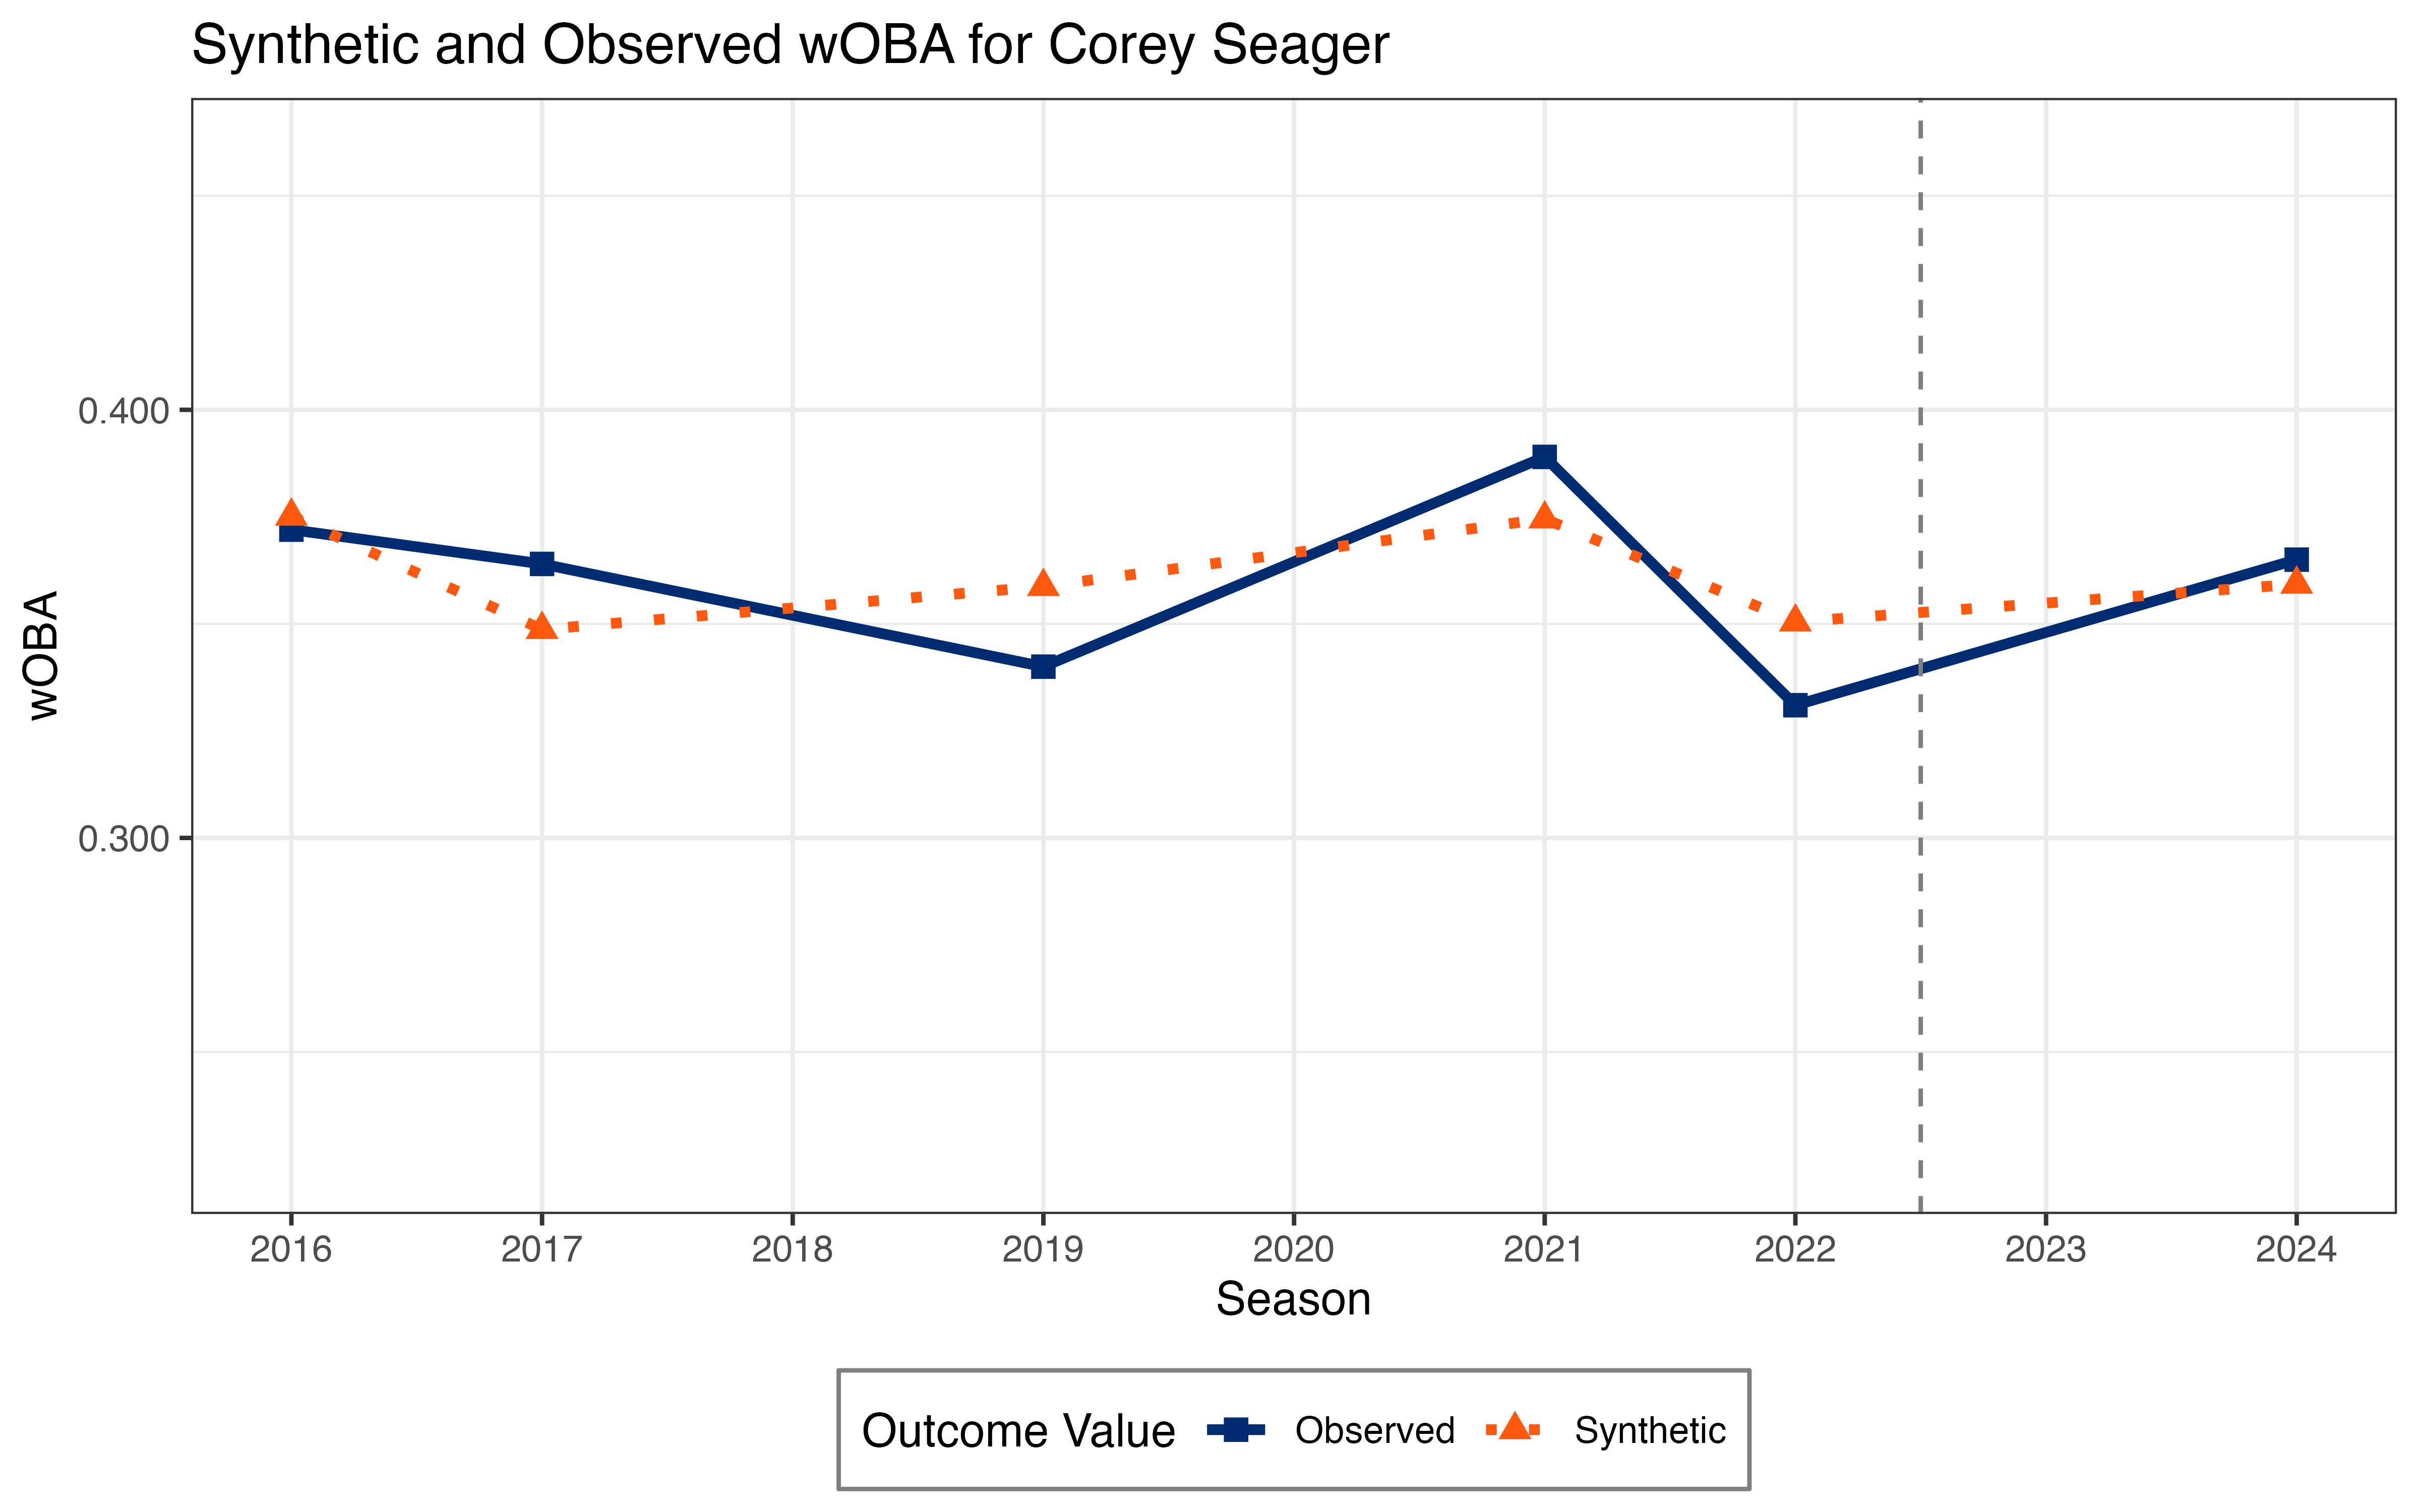 Synthetic and Observed wOBA for Corey Seager
wOBA
0.400
0.300
2016 2017 2018 2019 2020 2021 2022 2023 2024
Season
Outcome Value Observed Synthetic